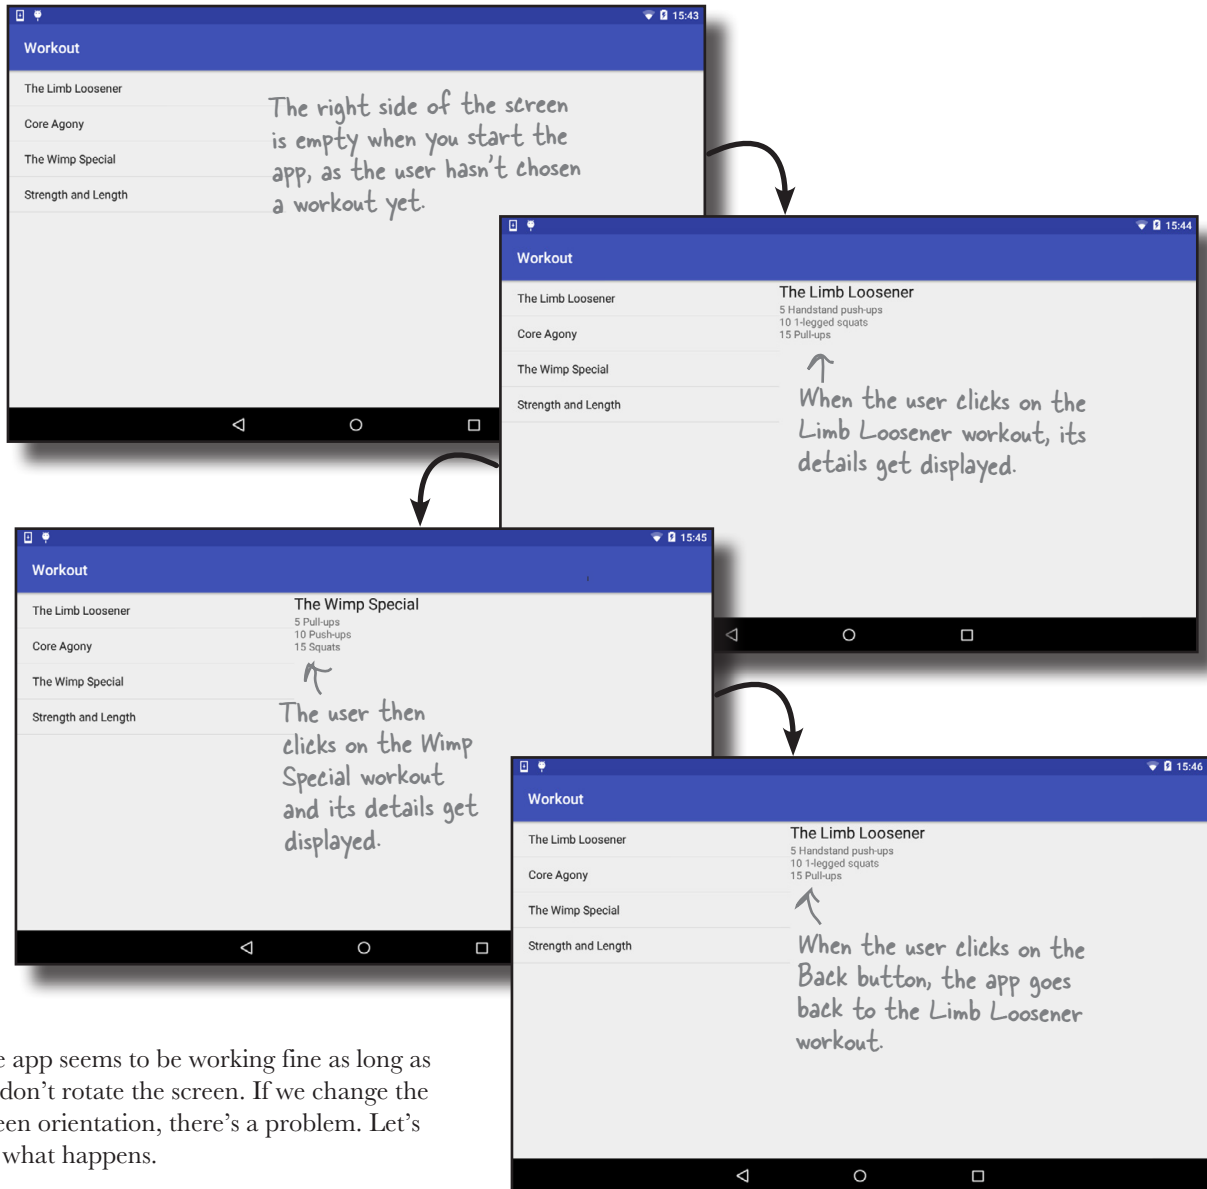 15:43
Workout
The Limb Loosener
Core Agony
The Wimp Special
Strength and Length
The right side of the screen
is empty when you start the
app, as the user hasn't chosen
a workout yet.
15:44
Workout
The Limb Loosener
Core Agony
The Wimp Special
Strength and Length
The Limb Loosener
5 Handstand push-ups
10 1-legged squats
15 Pull-ups
When the user clicks on the
Limb Loosener workout, its
details get displayed.
15:45
Workout
The Limb Loosener
Core Agony
The Wimp Special
Strength and Length
The Wimp Special
5 Pull-ups
10 Push-ups
15 Squats
The user then
clicks on the Wimp
Special workout
and its details get
displayed.
15:46
Workout
The Limb Loosener
Core Agony
The Wimp Special
Strength and Length
The Limb Loosener
5 Handstand push-ups
10 1-legged squats
15 Pull-ups
When the user clicks on the
Back button, the app goes
back to the Limb Loosener
workout.
e app seems to be working fine as long as
don't rotate the screen. If we change the
een orientation, there's a problem. Let's
what happens.